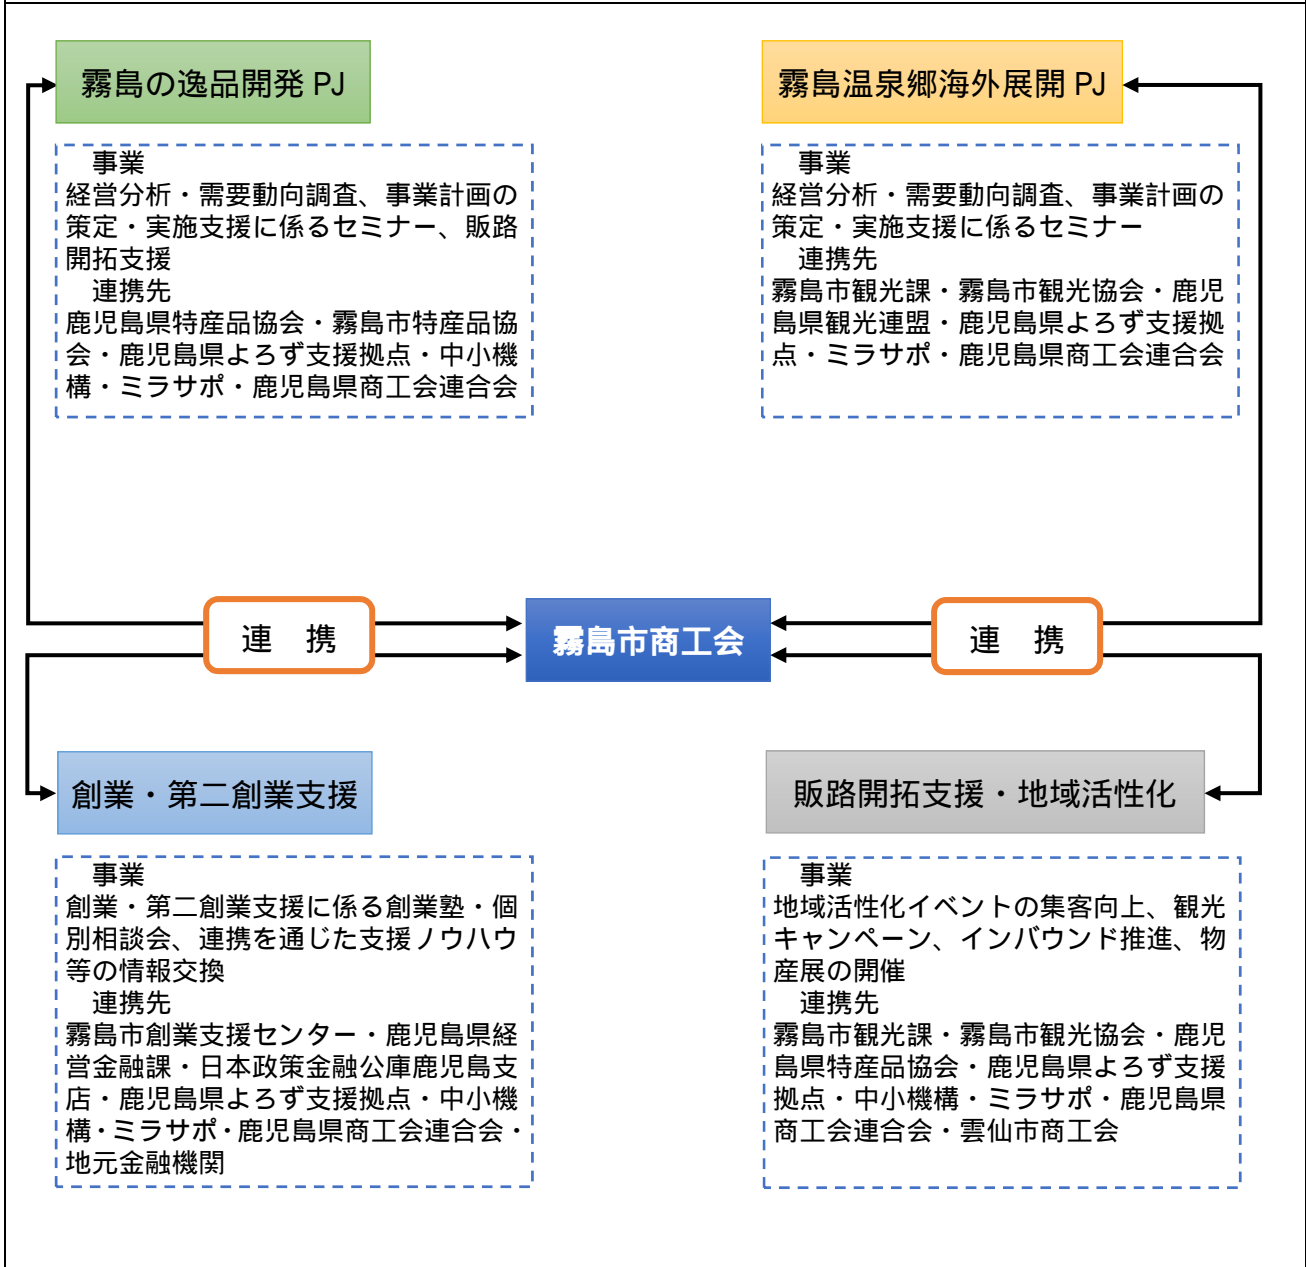 霧島の逸品開発 PJ
事業
経営分析・需要動向調査、事業計画の
策定・実施支援に係るセミナー、販路
開拓支援
連携先
鹿児島県特産品協会・霧島市特産品協
会・鹿児島県よろず支援拠点・中小機
構・ミラサポ・鹿児島県商工会連合会
霧島温泉郷海外展開 PJ
事業
経営分析・需要動向調査、事業計画の
策定・実施支援に係るセミナー
連携先
霧島市観光課・霧島市観光協会・鹿児
島県観光連盟・鹿児島県よろず支援拠
点・ミラサポ・鹿児島県商工会連合会
連　携
霧島市商工会
連　携
創業・第二創業支援
事業
創業・第二創業支援に係る創業塾・個
別相談会、連携を通じた支援ノウハウ
等の情報交換
連携先
霧島市創業支援センター・鹿児島県経
営金融課・日本政策金融公庫鹿児島支
店・鹿児島県よろず支援拠点・中小機
構・ミラサポ・鹿児島県商工会連合会・
地元金融機関
販路開拓支援・地域活性化
事業
地域活性化イベントの集客向上、観光
キャンペーン、インバウンド推進、物
産展の開催
連携先
霧島市観光課・霧島市観光協会・鹿児
島県特産品協会・鹿児島県よろず支援
拠点・中小機構・ミラサポ・鹿児島県
商工会連合会・雲仙市商工会